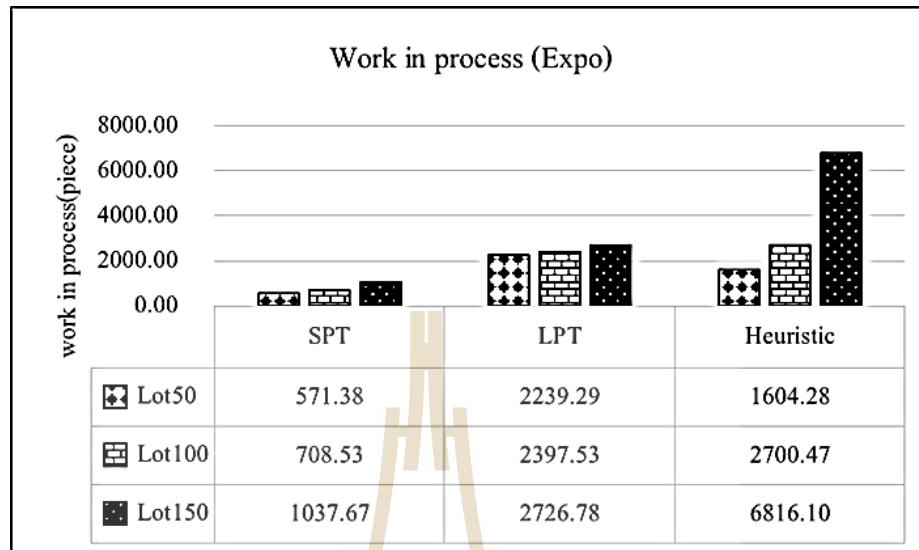 Work in process (Expo)
work in process(piece)
8000.00
6000.00
4000.00
2000.00
0.00
SPT LPT Heuristic
Lot50 571.38 2239.29 1604.28
Lot100 708.53 2397.53 2700.47
Lot150 1037.67 2726.78 6816.10